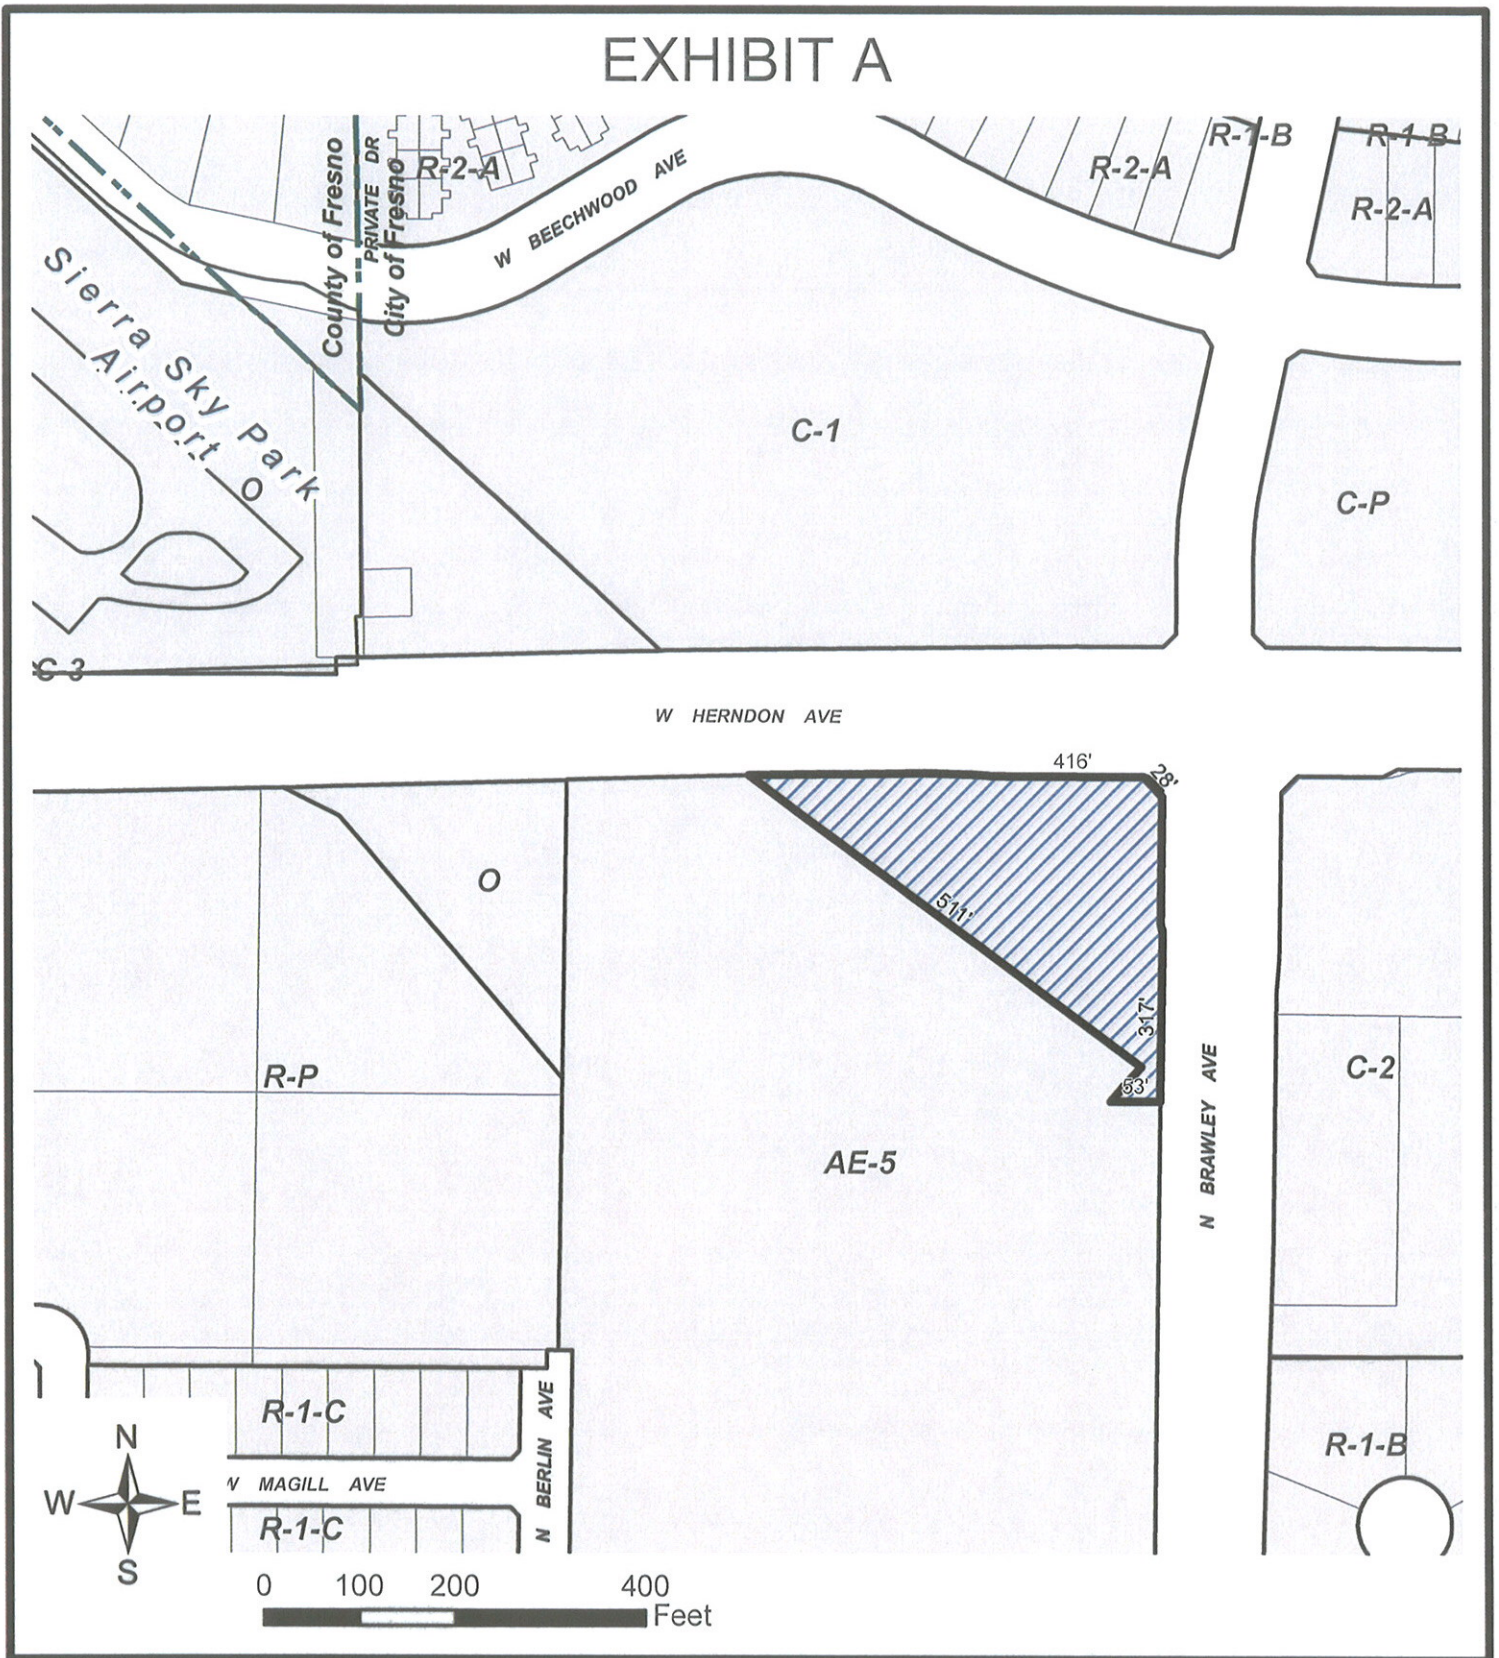 EXHIBIT A
R-1-B
R-1-B
R-2-A
R-2-A
R-2-A
County of Fresno
PRIVATE DR
City of Fresno
W BEECHWOOD AVE
Sierra Sky Park
Airport
O
C-1
C-P
C-3
W HERNDON AVE
416'
28'
O
511'
317'
53'
R-P
C-2
AE-5
N BRAWLEY AVE
R-1-C
N BERLIN AVE
R-1-B
W MAGILL AVE
R-1-C
N
W E
S
0 100 200 400
Feet